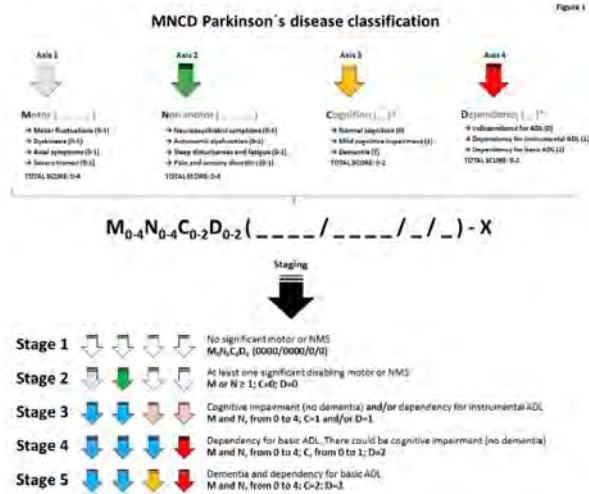 Figure 1
MNCD Parkinson´s disease classification
Axis 1 Axis 2 Axis 3 Axis 4
Motor (_ _ _ _)
→ Motor fluctuations (0-1)
→ Dyskinesia (0-1)
→ Axial symptoms (0-1)
→ Severe tremor (0-1)
TOTAL SCORE: 0-4
Non-motor (_ _ _ _)
→ Neuropsychiatric symptoms (0-1)
→ Autonomic dysfunction (0-1)
→ Sleep disturbances and fatigue (0-1)
→ Pain and sensory disorders (0-1)
TOTAL SCORE: 0-4
Cognition (_)
→ Normal cognition (0)
→ Mild cognitive impairment (1)
→ Dementia (2)
TOTAL SCORE: 0-2
Dependency (_)
→ Independence for ADL (0)
→ Dependency for instrumental ADL (1)
→ Dependency for basic ADL (2)
TOTAL SCORE: 0-2
M0-4N0-4C0-2D0-2 (_ _ _ _/_ _ _ _/_/_) - X
Staging
Stage 1
No significant motor or NMS
M0N0C0D0 (0000/0000/0/0)
Stage 2
At least one significant disabling motor or NMS
M or N ≥ 1; C=0; D=0
Stage 3
Cognitive impairment (no dementia) and/or dependency for instrumental ADL
M and N, from 0 to 4; C=1 and/or D=1
Stage 4
Dependency for basic ADL. There could be cognitive impairment (no dementia)
M and N, from 0 to 4; C, from 0 to 1; D=2
Stage 5
Dementia and dependency for basic ADL
M and N, from 0 to 4; C=2; D=2